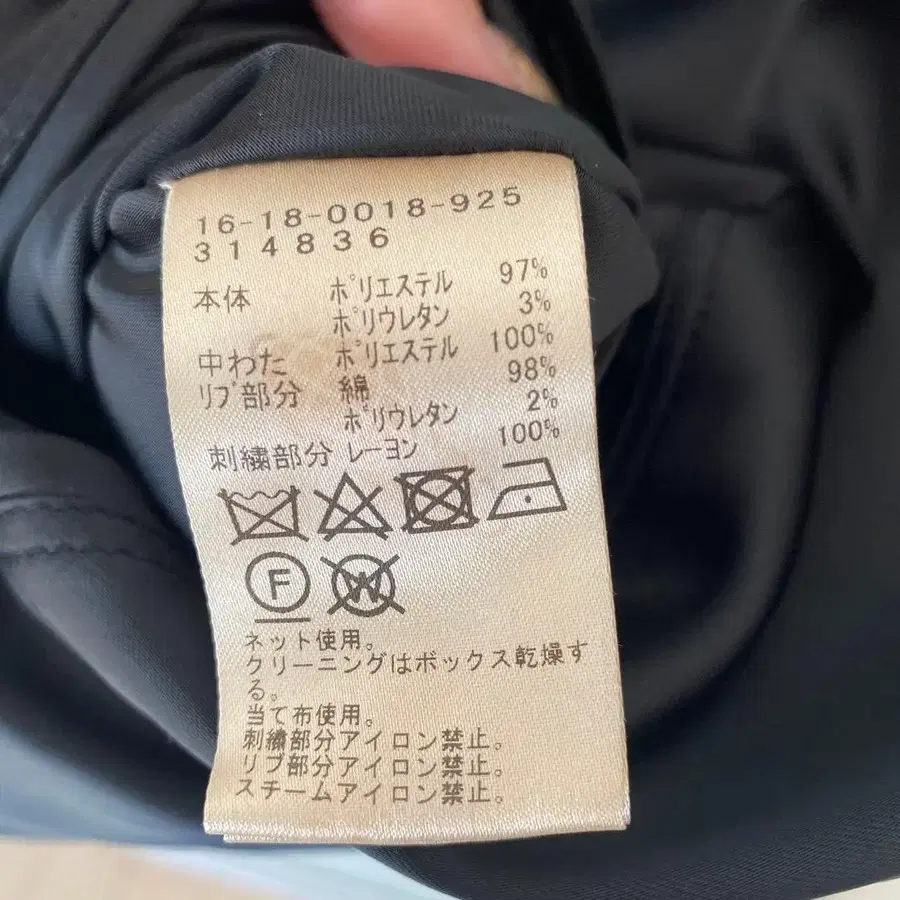 16-18-0018-925
314836
本体 ポリエステル 97%
ポリウレタン 3%
中わた ポリエステル 100%
リブ部分 綿 98%
ポリウレタン 2%
刺繍部分 レーヨン 100%
F W
ネット使用。
クリーニングはボックス乾燥す
る。
当て布使用。
刺繍部分アイロン禁止。
リブ部分アイロン禁止。
スチームアイロン禁止。